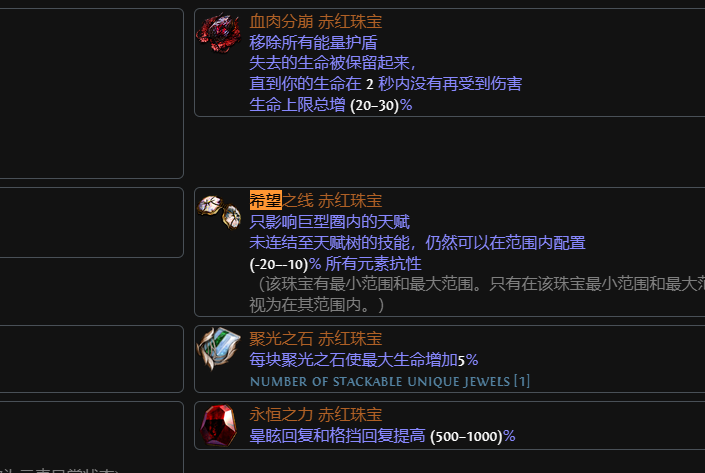 血肉分崩 赤红珠宝
移除所有能量护盾
失去的生命被保留起来,
直到你的生命在 2 秒内没有再受到伤害
生命上限总增 (20–30)%
希望之线 赤红珠宝
只影响巨型圈内的天赋
未连结至天赋树的技能，仍然可以在范围内配置
(-20–-10)% 所有元素抗性
（该珠宝有最小范围和最大范围。只有在该珠宝最小范围和最大范
视为在其范围内。）
聚光之石 赤红珠宝
每块聚光之石使最大生命增加5%
NUMBER OF STACKABLE UNIQUE JEWELS [1]
永恒之力 赤红珠宝
晕眩回复和格挡回复提高 (500–1000)%